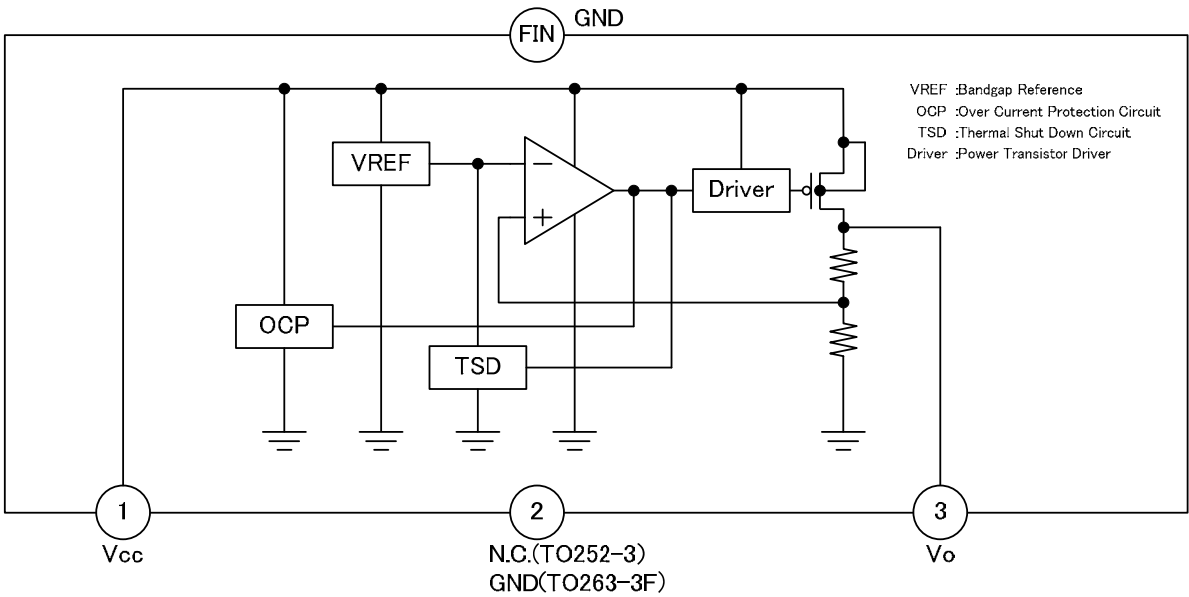 FIN
GND
VREF :Bandgap Reference
OCP :Over Current Protection Circuit
TSD :Thermal Shut Down Circuit
Driver :Power Transistor Driver
VREF
−
+
Driver
OCP
TSD
1
2
3
Vcc
N.C.(TO252-3)
GND(TO263-3F)
Vo